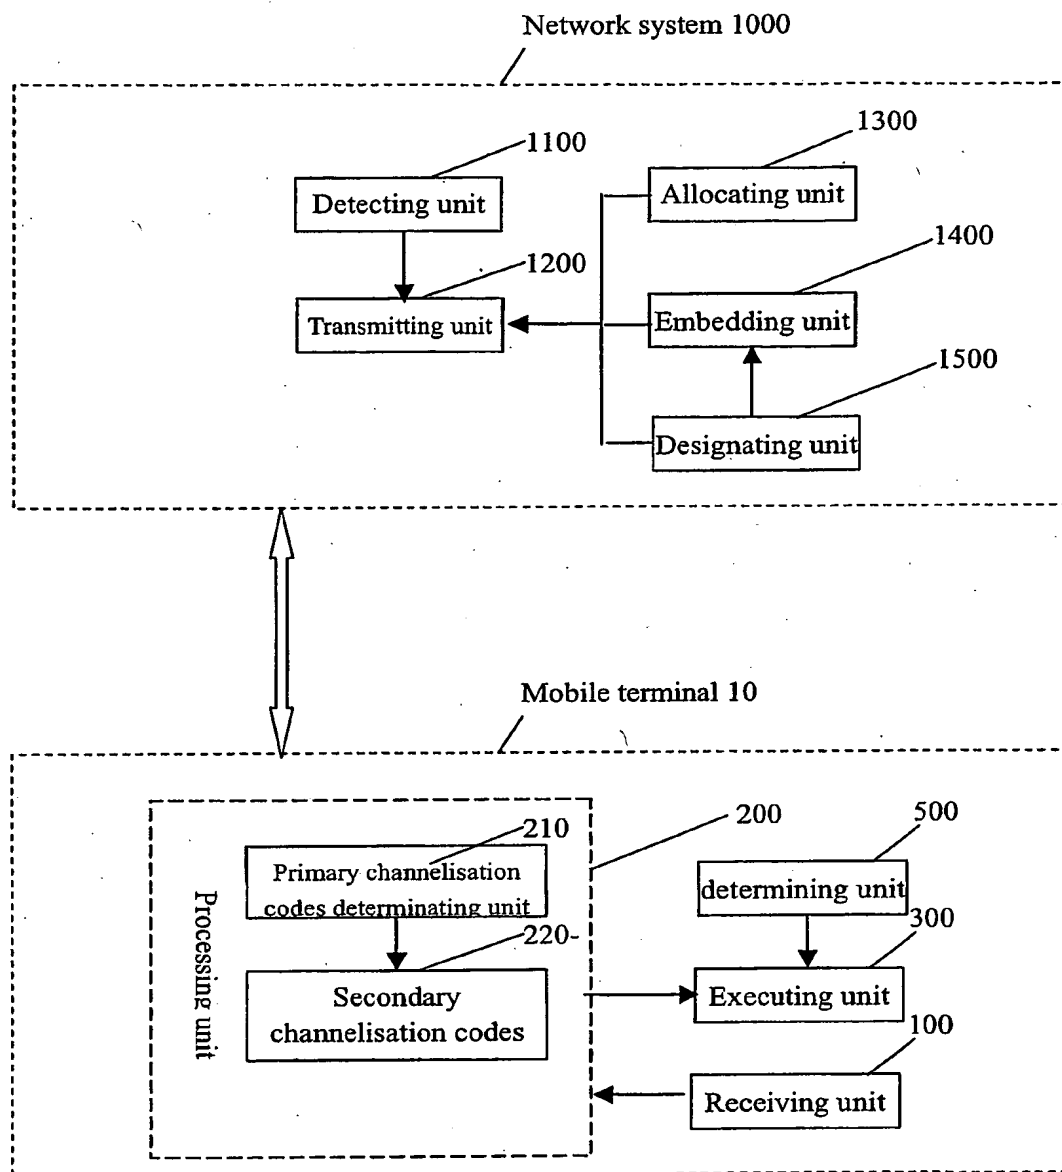 Network system 1000
1100
1300
Detecting unit
Allocating unit
1200
1400
Transmitting unit
Embedding unit
1500
Designating unit
Mobile terminal 10
210
200
500
Primary channelisation
codes determinating unit
determining unit
220-
300
Processing unit
Secondary
channelisation codes
Executing unit
100
Receiving unit